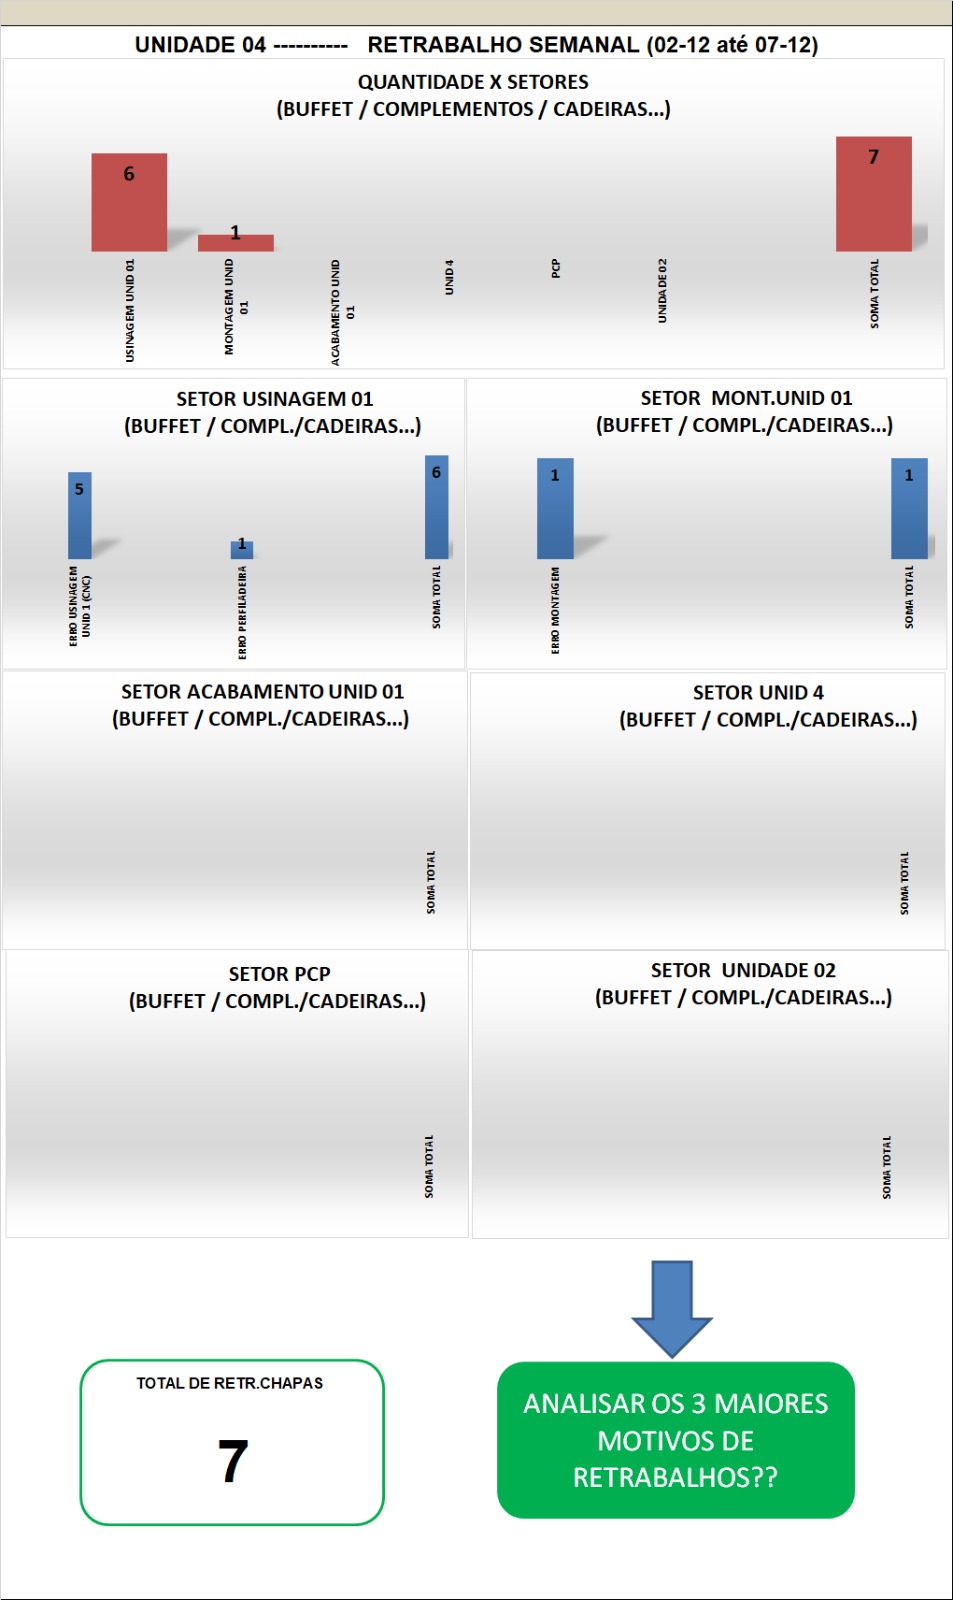 UNIDADE 04 ---------- RETRABALHO SEMANAL (02-12 até 07-12)
QUANTIDADE X SETORES
(BUFFET / COMPLEMENTOS / CADEIRAS...)
6
1
7
USINAGEM UNID 01
MONTAGEM UNID
01
ACABAMENTO UNID
01
UNID 4
PCP
UNIDADE 02
SOMA TOTAL
SETOR USINAGEM 01
(BUFFET / COMPL./CADEIRAS...)
5
1
6
ERRO USINAGEM
UNID 1 (CNC)
ERRO PERFILADEIRA
SOMA TOTAL
SETOR MONT.UNID 01
(BUFFET / COMPL./CADEIRAS...)
1
1
ERRO MONTAGEM
SOMA TOTAL
SETOR ACABAMENTO UNID 01
(BUFFET / COMPL./CADEIRAS...)
SOMA TOTAL
SETOR UNID 4
(BUFFET / COMPL./CADEIRAS...)
SOMA TOTAL
SETOR PCP
(BUFFET / COMPL./CADEIRAS...)
SOMA TOTAL
SETOR UNIDADE 02
(BUFFET / COMPL./CADEIRAS...)
SOMA TOTAL
TOTAL DE RETR.CHAPAS
7
ANALISAR OS 3 MAIORES
MOTIVOS DE
RETRABALHOS??